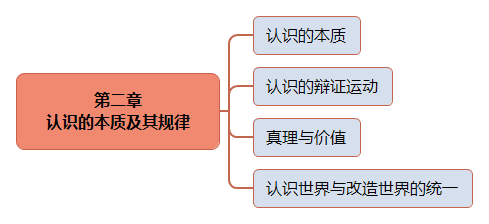 第二章
认识的本质及其规律
认识的本质
认识的辩证运动
真理与价值
认识世界与改造世界的统一